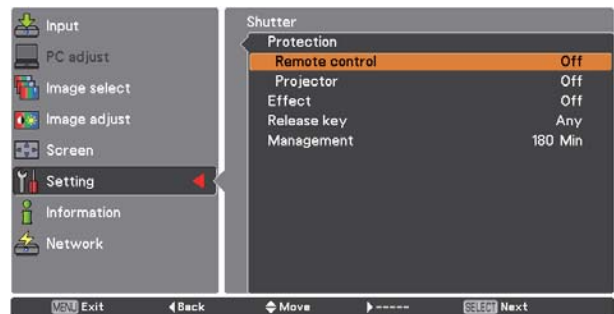 Input
PC adjust
Image select
Image adjust
Screen
Setting
Information
Network
Shutter
Protection
Remote control Off
Projector Off
Effect Off
Release key Any
Management 180 Min
MENU Exit Back Move ----- SELECT Next